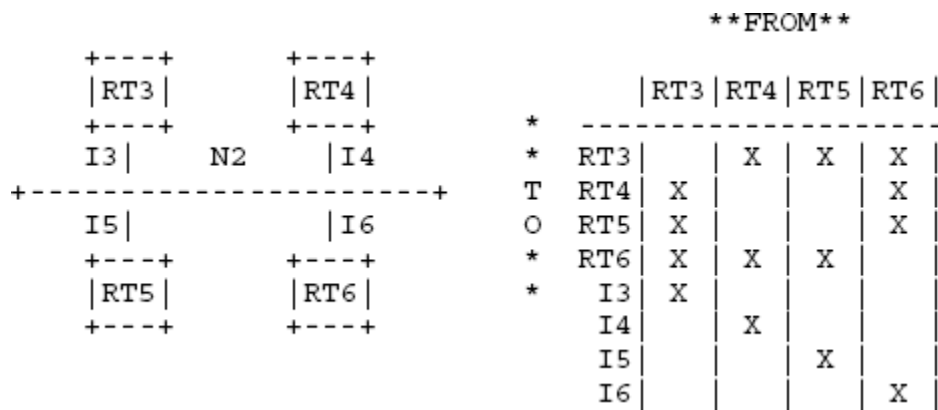 **FROM**
+---+ +---+
|RT3| |RT4| |RT3|RT4|RT5|RT6|
+---+ +---+ * --------------------
I3| N2 |I4 * RT3| | X | X | X |
+-----------------------+ T RT4| X | | | X |
I5| |I6 O RT5| X | | | X |
+---+ +---+ * RT6| X | X | X | |
|RT5| |RT6| * I3| X | | | |
+---+ +---+ I4| | X | | |
I5| | | X | |
I6| | | | X |